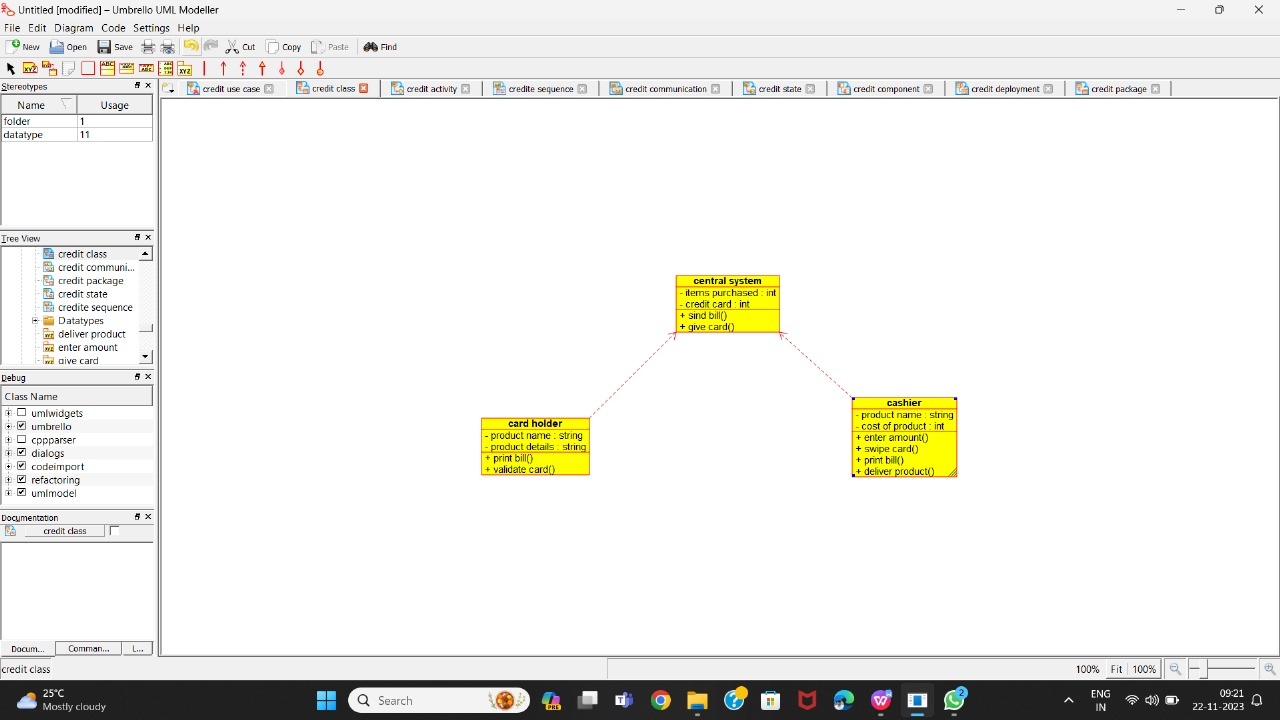 Untitled [modified] – Umbrello UML Modeller
File Edit Diagram Code Settings Help
New Open Save Cut Copy Paste Find
Stereotypes
credit use case credit class credit activity credite sequence credit communication credit state credit component credit deployment credit package
Name Usage
folder 1
datatype 11
Tree View
credit class
credit communi...
credit package
credit state
credite sequence
Datatypes
deliver product
enter amount
give card
Debug
Class Name
umlwidgets
umbrello
cppparser
dialogs
codeimport
refactoring
umlmodel
Documentation
credit class
Docum... Comman... L...
central system
- items purchased : int
- credit card : int
+ sind bill()
+ give card()
card holder
- product name : string
- product details : string
+ print bill()
+ validate card()
cashier
- product name : string
- cost of product : int
+ enter amount()
+ swipe card()
+ print bill()
+ deliver product()
credit class
100% Fit 100%
25°C
Mostly cloudy
Search
PRE
2
ENG
IN
09:21
22-11-2023